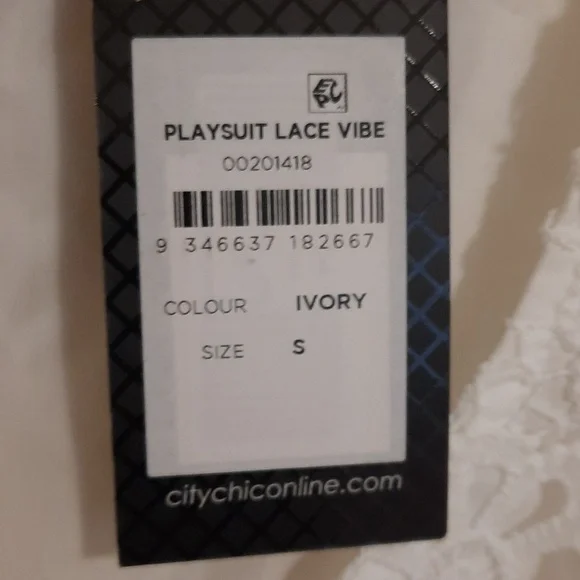 PLAYSUIT LACE VIBE
00201418
9 346637 182667
COLOUR IVORY
SIZE S
citychiconline.com